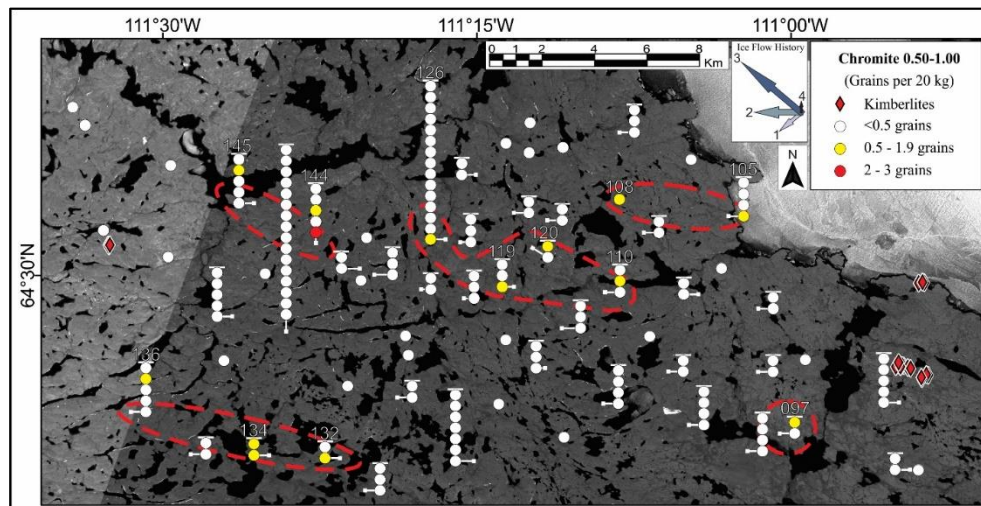 111°30'W
111°15'W
111°00'W
0 1 2 4 6 8
Km
Ice Flow History
3
4
2
1
N
Chromite 0.50-1.00
(Grains per 20 kg)
Kimberlites
<0.5 grains
0.5 - 1.9 grains
2 - 3 grains
126
145
144
108
105
120
119
110
64°30'N
136
134
132
097